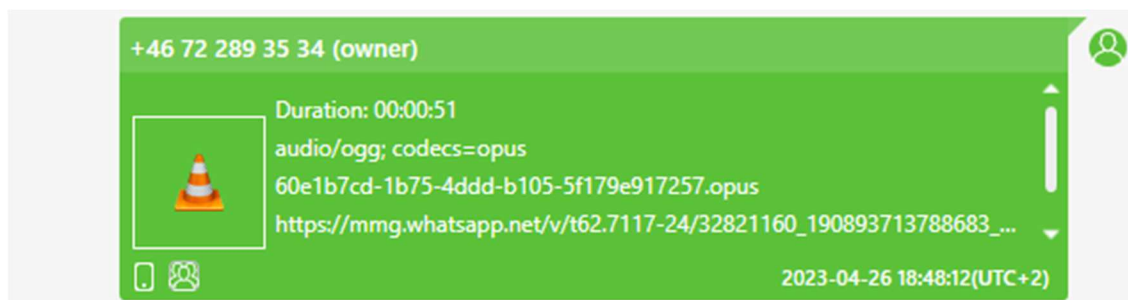 +46 72 289 35 34 (owner)
Duration: 00:00:51
audio/ogg; codecs=opus
60e1b7cd-1b75-4ddd-b105-5f179e917257.opus
https://mmg.whatsapp.net/v/t62.7117-24/32821160_190893713788683_...
2023-04-26 18:48:12(UTC+2)